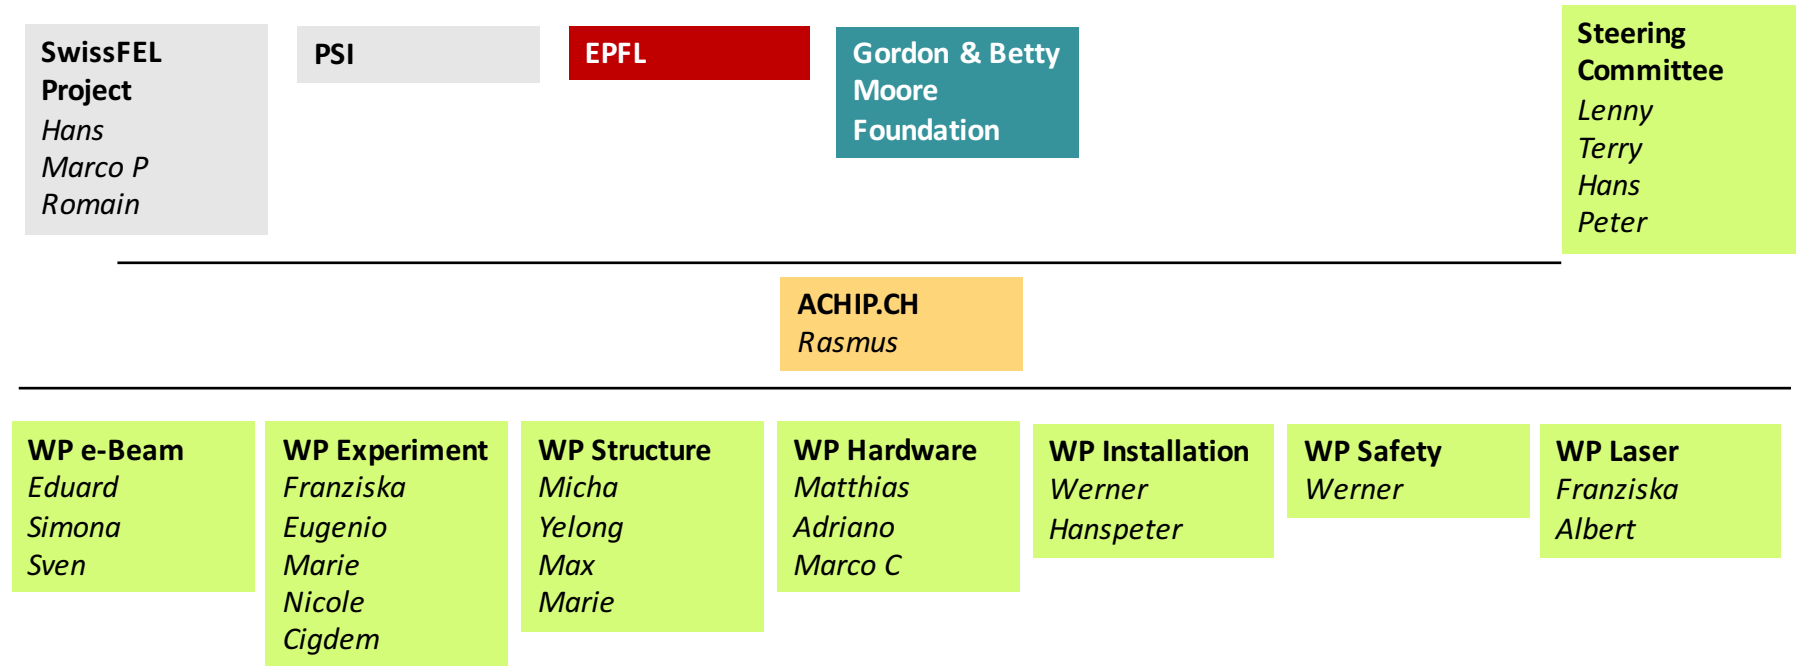 SwissFEL
Project
Hans
Marco P
Romain
PSI
EPFL
Gordon & Betty
Moore
Foundation
Steering
Committee
Lenny
Terry
Hans
Peter
ACHIP.CH
Rasmus
WP e-Beam
Eduard
Simona
Sven
WP Experiment
Franziska
Eugenio
Marie
Nicole
Cigdem
WP Structure
Micha
Yelong
Max
Marie
WP Hardware
Matthias
Adriano
Marco C
WP Installation
Werner
Hanspeter
WP Safety
Werner
WP Laser
Franziska
Albert